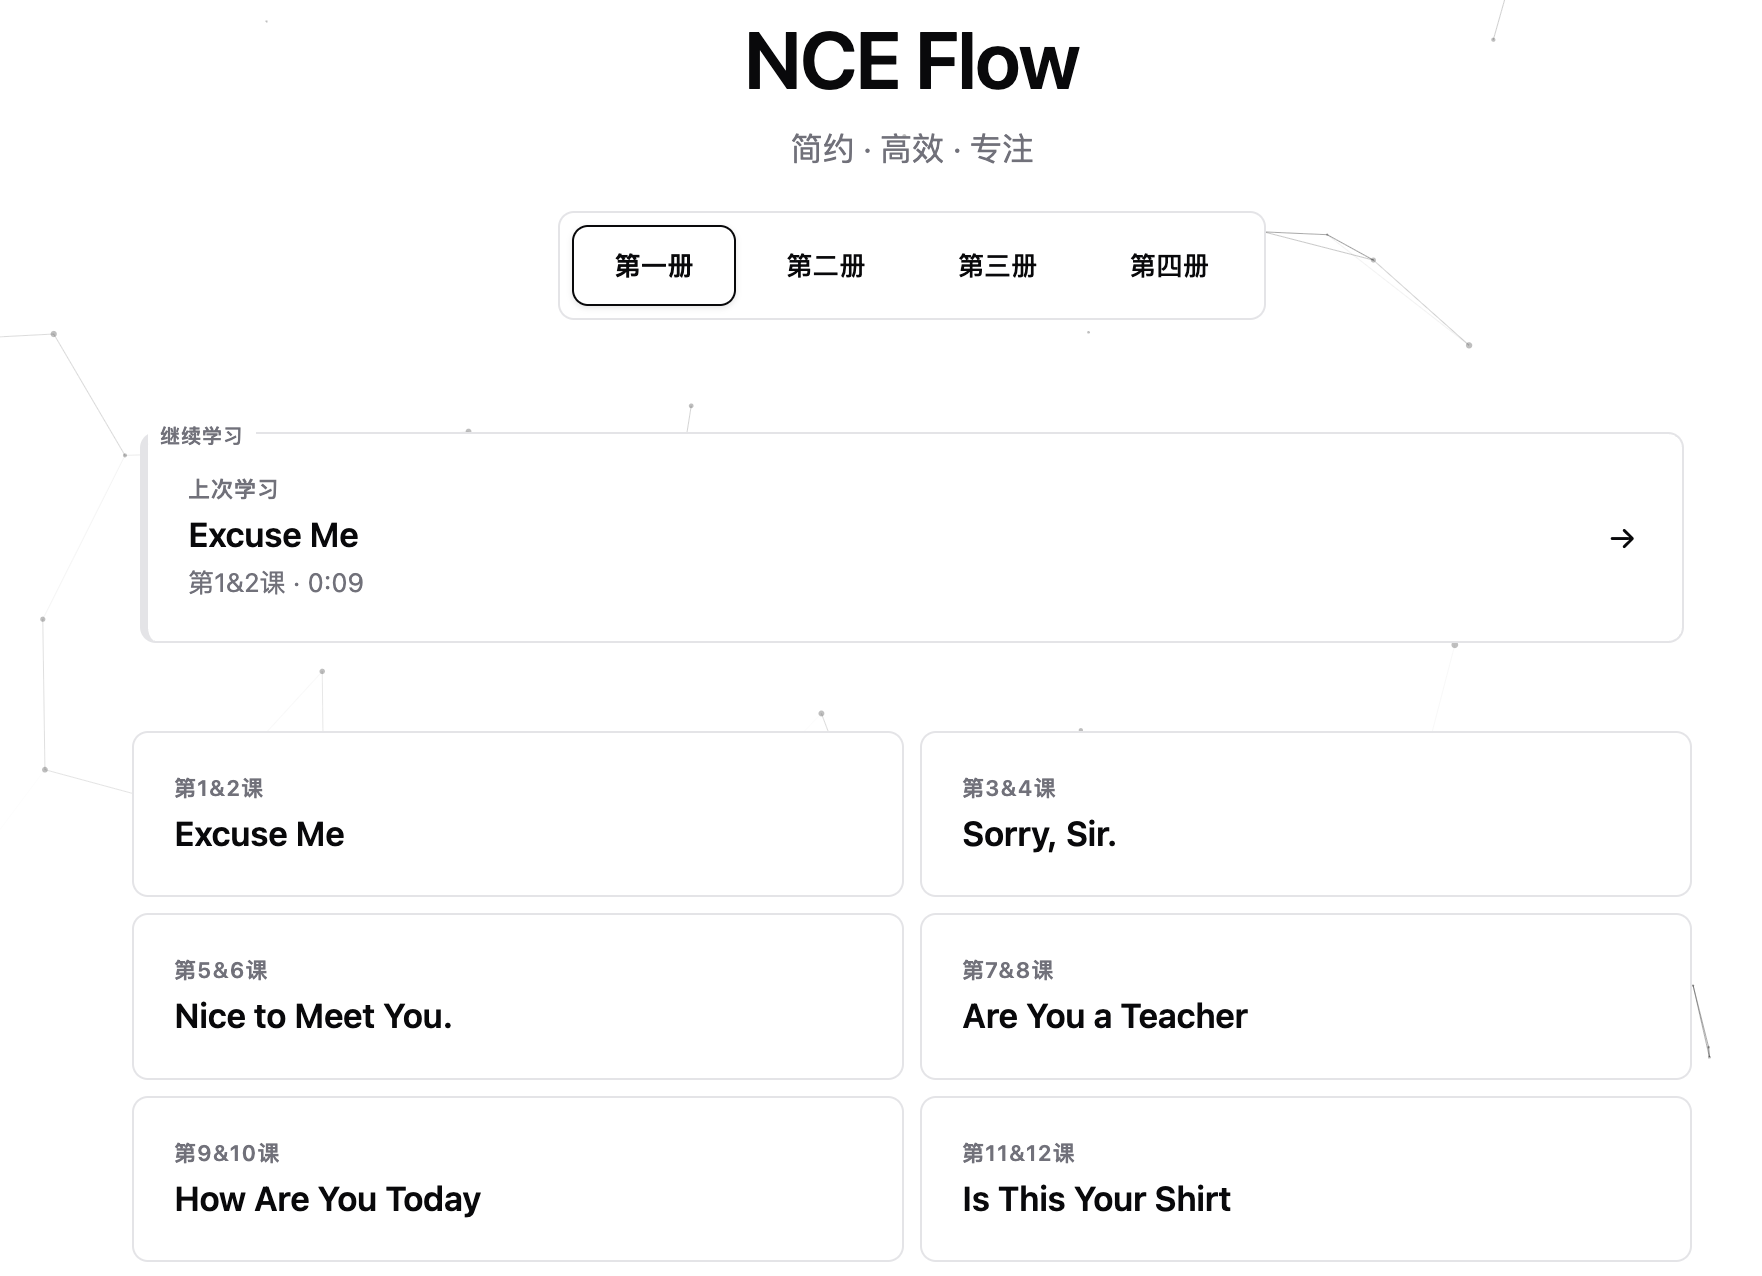 NCE Flow
简约 · 高效 · 专注
第一册 第二册 第三册 第四册
继续学习
上次学习
Excuse Me
第1&2课 · 0:09
第1&2课
Excuse Me
第3&4课
Sorry, Sir.
第5&6课
Nice to Meet You.
第7&8课
Are You a Teacher
第9&10课
How Are You Today
第11&12课
Is This Your Shirt